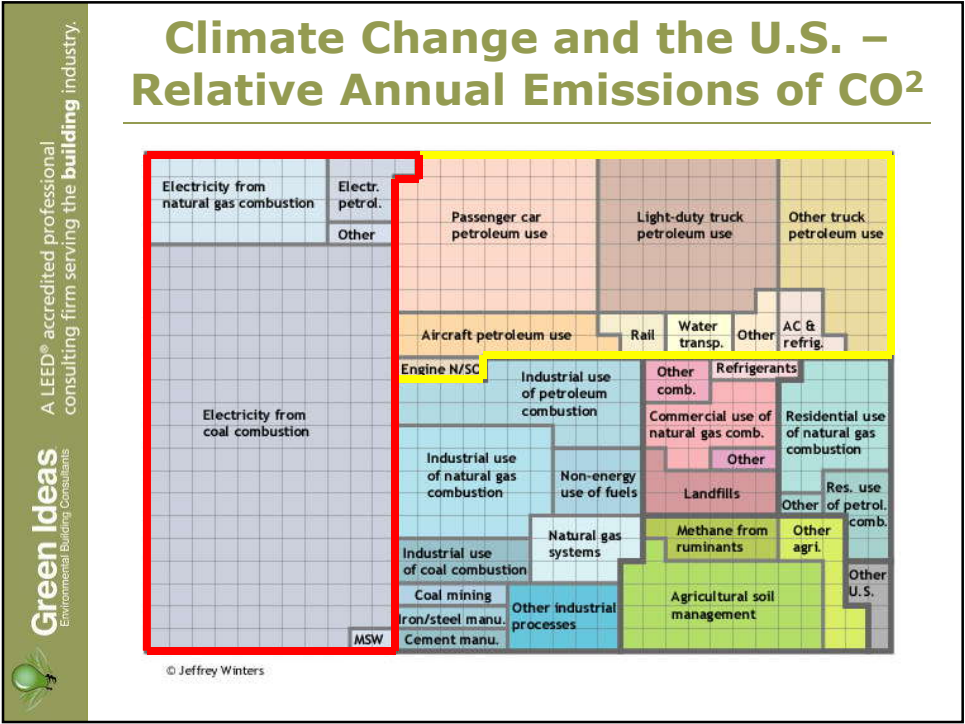 Climate Change and the U.S. –
Relative Annual Emissions of CO²
A LEED® accredited professional
consulting firm serving the building industry.
Green Ideas
Environmental Building Consultants
Electricity from
natural gas combustion
Electr.
petrol.
Other
Electricity from
coal combustion
MSW
Passenger car
petroleum use
Light-duty truck
petroleum use
Other truck
petroleum use
Aircraft petroleum use
Rail
Water
transp.
Other
AC &
refrig.
Engine N/SO
Industrial use
of petroleum
combustion
Other
comb.
Refrigerants
Commercial use of
natural gas comb.
Other
Residential use
of natural gas
combustion
Industrial use
of natural gas
combustion
Non-energy
use of fuels
Landfills
Other
Res. use
of petrol.
comb.
Natural gas
systems
Methane from
ruminants
Other
agri.
Industrial use
of coal combustion
Other
U.S.
Coal mining
Iron/steel manu.
Cement manu.
Other industrial
processes
Agricultural soil
management
© Jeffrey Winters